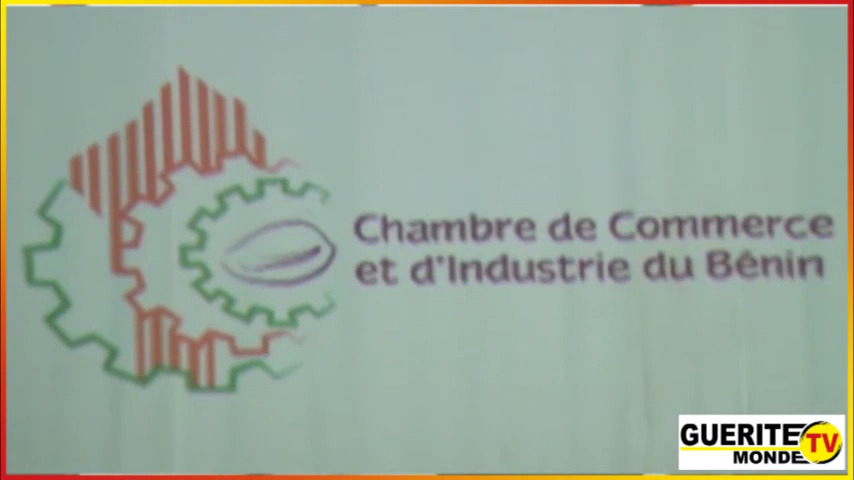 Chambre de Commerce
et d'Industrie du Bénin
GUERITE TV
MONDE